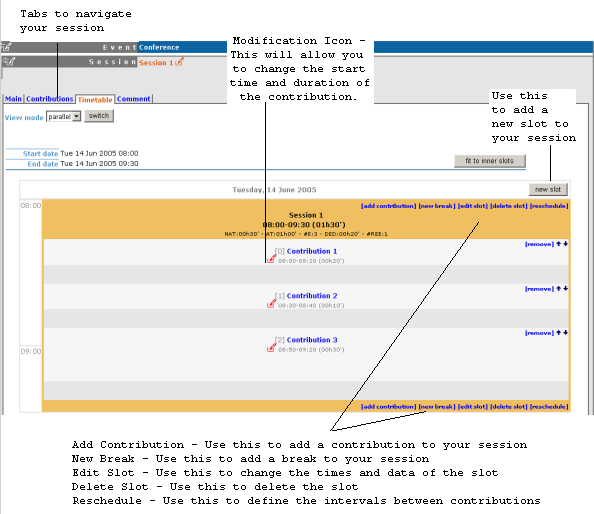 Tabs to navigate
your session
Event Conference
Session Session 1
Modification Icon -
This will allow you
to change the start
time and duration of
the contribution.
Main Contributions Timetable Comment
View mode parallel switch
Use this
to add a
new slot to
your session
Start date Tue 14 Jun 2005 08:00
End date Tue 14 Jun 2005 09:30
fit to inner slots
Tuesday, 14 June 2005
new slot
08:00
[add contribution] [new break] [edit slot] [delete slot] [reschedule]
Session 1
08:00-09:30 (01h30')
NAT:00h30' - AT:01h00' - #E:3 - DED:00h20' - #REE:1
[remove]
[0] Contribution 1
08:00-08:20 (00h20')
[remove]
[1] Contribution 2
08:30-08:40 (00h10')
[remove]
[2] Contribution 3
08:50-09:20 (00h30')
09:00
[add contribution] [new break] [edit slot] [delete slot] [reschedule]
Add Contribution - Use this to add a contribution to your session
New Break - Use this to add a break to your session
Edit Slot - Use this to change the times and data of the slot
Delete Slot - Use this to delete the slot
Reschedule - Use this to define the intervals between contributions